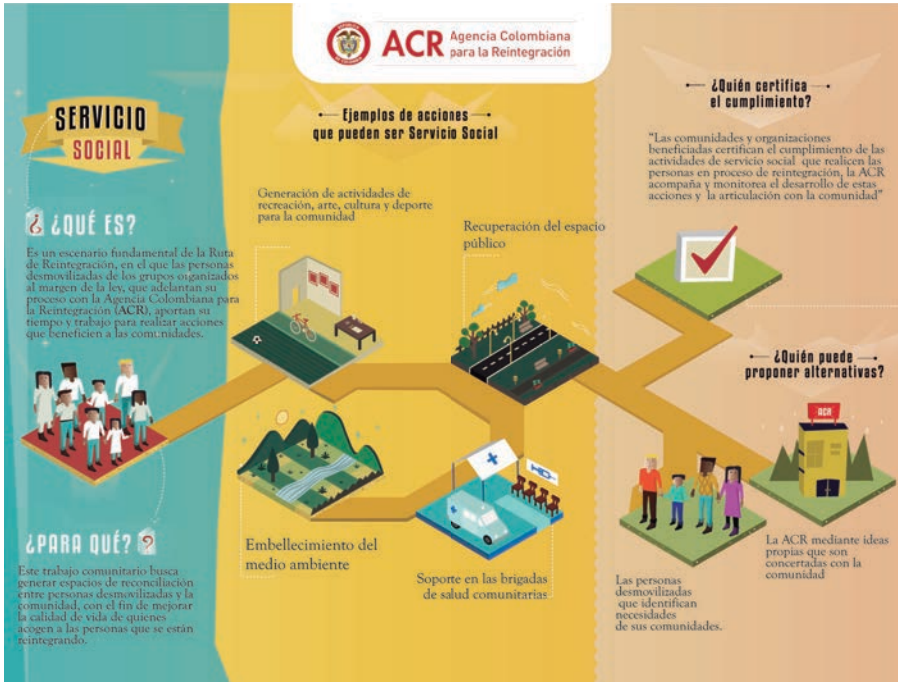 REPÚBLICA
DE COLOMBIA
ACR
Agencia Colombiana
para la Reintegración
SERVICIO
SOCIAL
¿QUÉ ES?
Es un escenario fundamental de la Ruta
de Reintegración, en el que las personas
desmovilizadas de los grupos organizados
al margen de la ley, que adelantan su
proceso con la Agencia Colombiana para
la Reintegración (ACR), aportan su
tiempo y trabajo para realizar acciones
que beneficien a las comunidades.
¿PARA QUÉ?
Este trabajo comunitario busca
generar espacios de reconciliación
entre personas desmovilizadas y la
comunidad, con el fin de mejorar
la calidad de vida de quienes
acogen a las personas que se están
reintegrando.
Ejemplos de acciones
que pueden ser Servicio Social
Generación de actividades de
recreación, arte, cultura y deporte
para la comunidad
Recuperación del espacio
público
Embellecimiento del
medio ambiente
Soporte en las brigadas
de salud comunitarias
¿Quién certifica
el cumplimiento?
"Las comunidades y organizaciones
beneficiadas certifican el cumplimiento de las
actividades de servicio social que realicen las
personas en proceso de reintegración, la ACR
acompaña y monitorea el desarrollo de estas
acciones y la articulación con la comunidad"
¿Quién puede
proponer alternativas?
ACR
Las personas
desmovilizadas
que identifican
necesidades
de sus comunidades.
La ACR mediante ideas
propias que son
concertadas con la
comunidad